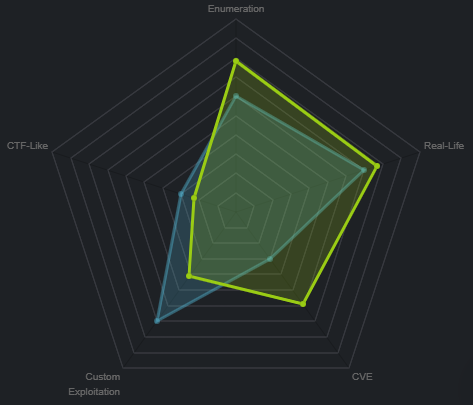 Enumeration
CTF-Like
Real-Life
Custom
Exploitation
CVE